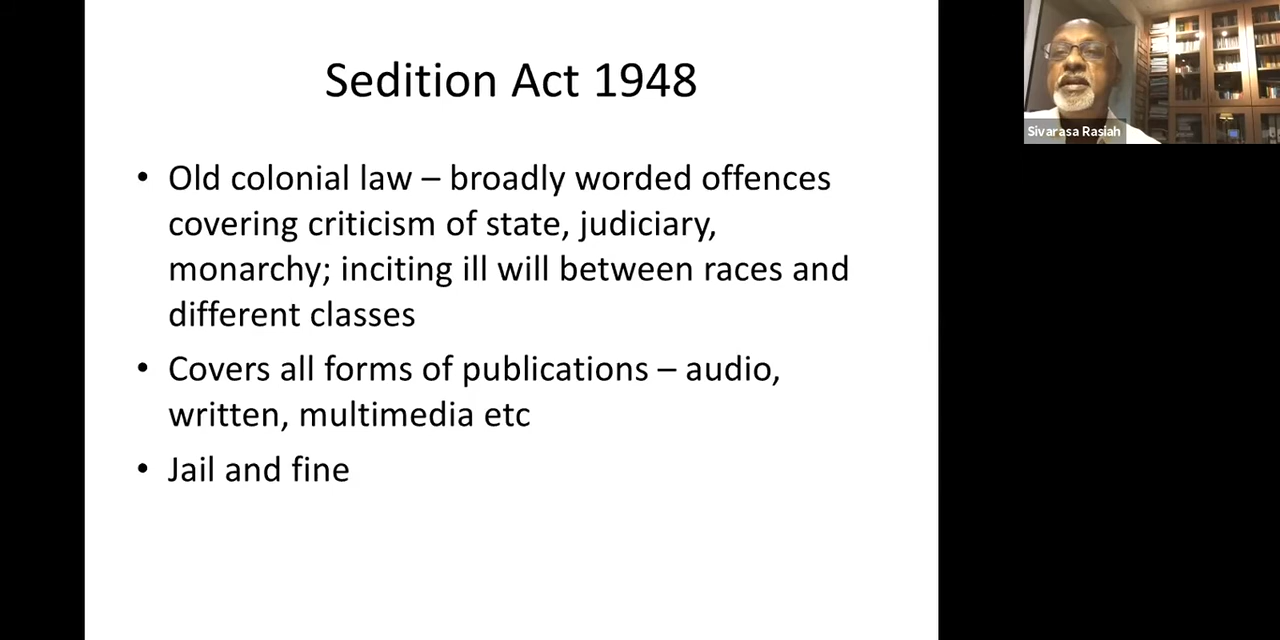 Sedition Act 1948
• Old colonial law – broadly worded offences
covering criticism of state, judiciary,
monarchy; inciting ill will between races and
different classes
• Covers all forms of publications – audio,
written, multimedia etc
• Jail and fine
Sivarasa Rasiah